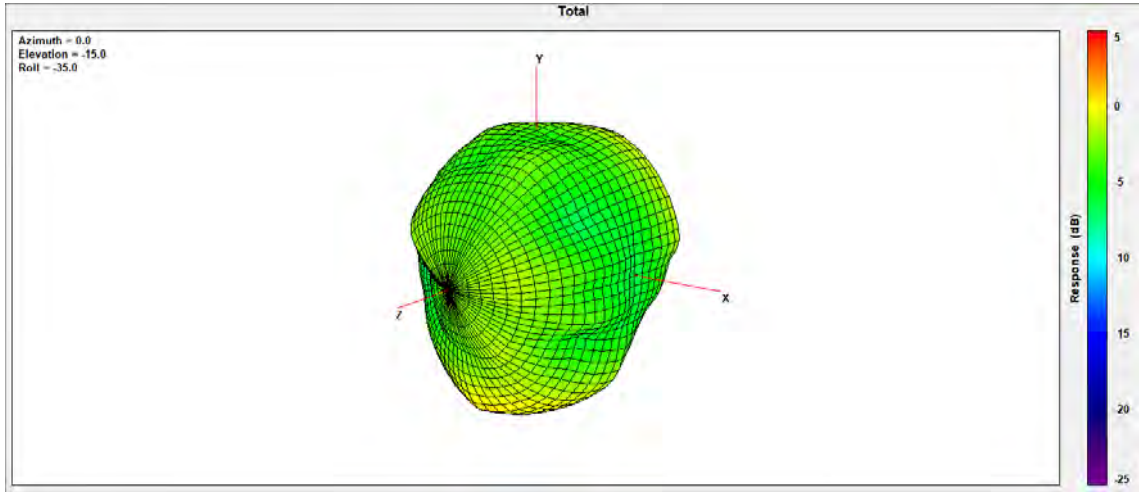 Total
Azimuth = 0.0
Elevation = -15.0
Roll = -35.0
Y
X
Z
5
0
-5
10
15
-20
-25
Response (dB)